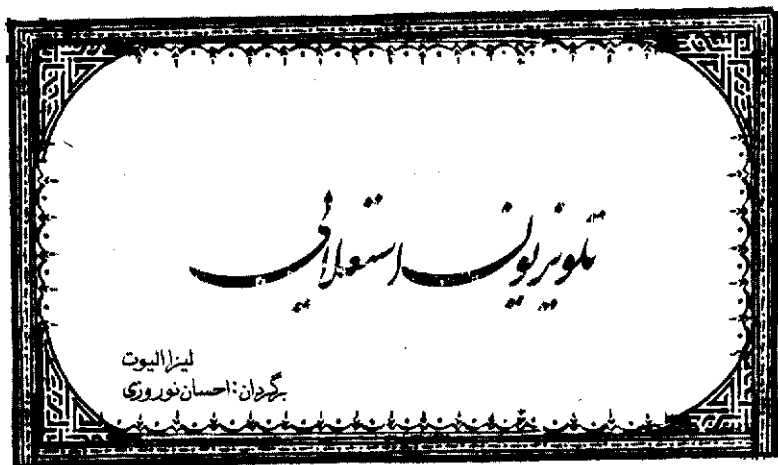 تلویزیون استعلایی
لیزا الیوت
برگردان: احسان نوروزی